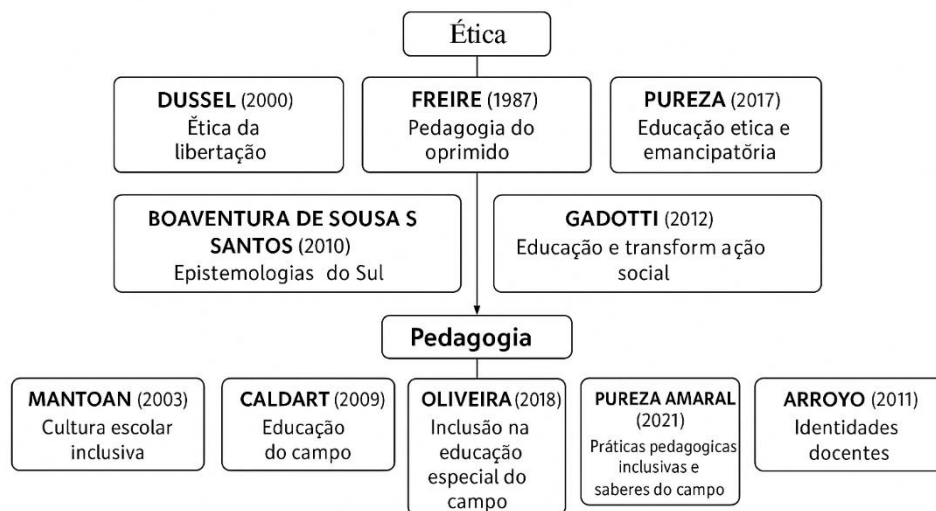 Ética
DUSSEL (2000)
Ětica da
libertação
FREIRE (1987)
Pedagogia do
oprimido
PUREZA (2017)
Educação etica e
emancipatŏria
BOAVENTURA DE SOUSA S
SANTOS (2010)
Epistemologias do Sul
GADOTTI (2012)
Educação e transform ação
social
Pedagogia
MANTOAN (2003)
Cultura escolar
inclusiva
CALDART (2009)
Educação
do campo
OLIVEIRA (2018)
Inclusão na
educação
especial do
campo
PUREZA AMARAL
(2021)
Práticas pedagogicas
inclusivas e
saberes do campo
ARROYO (2011)
Identidades
docentes